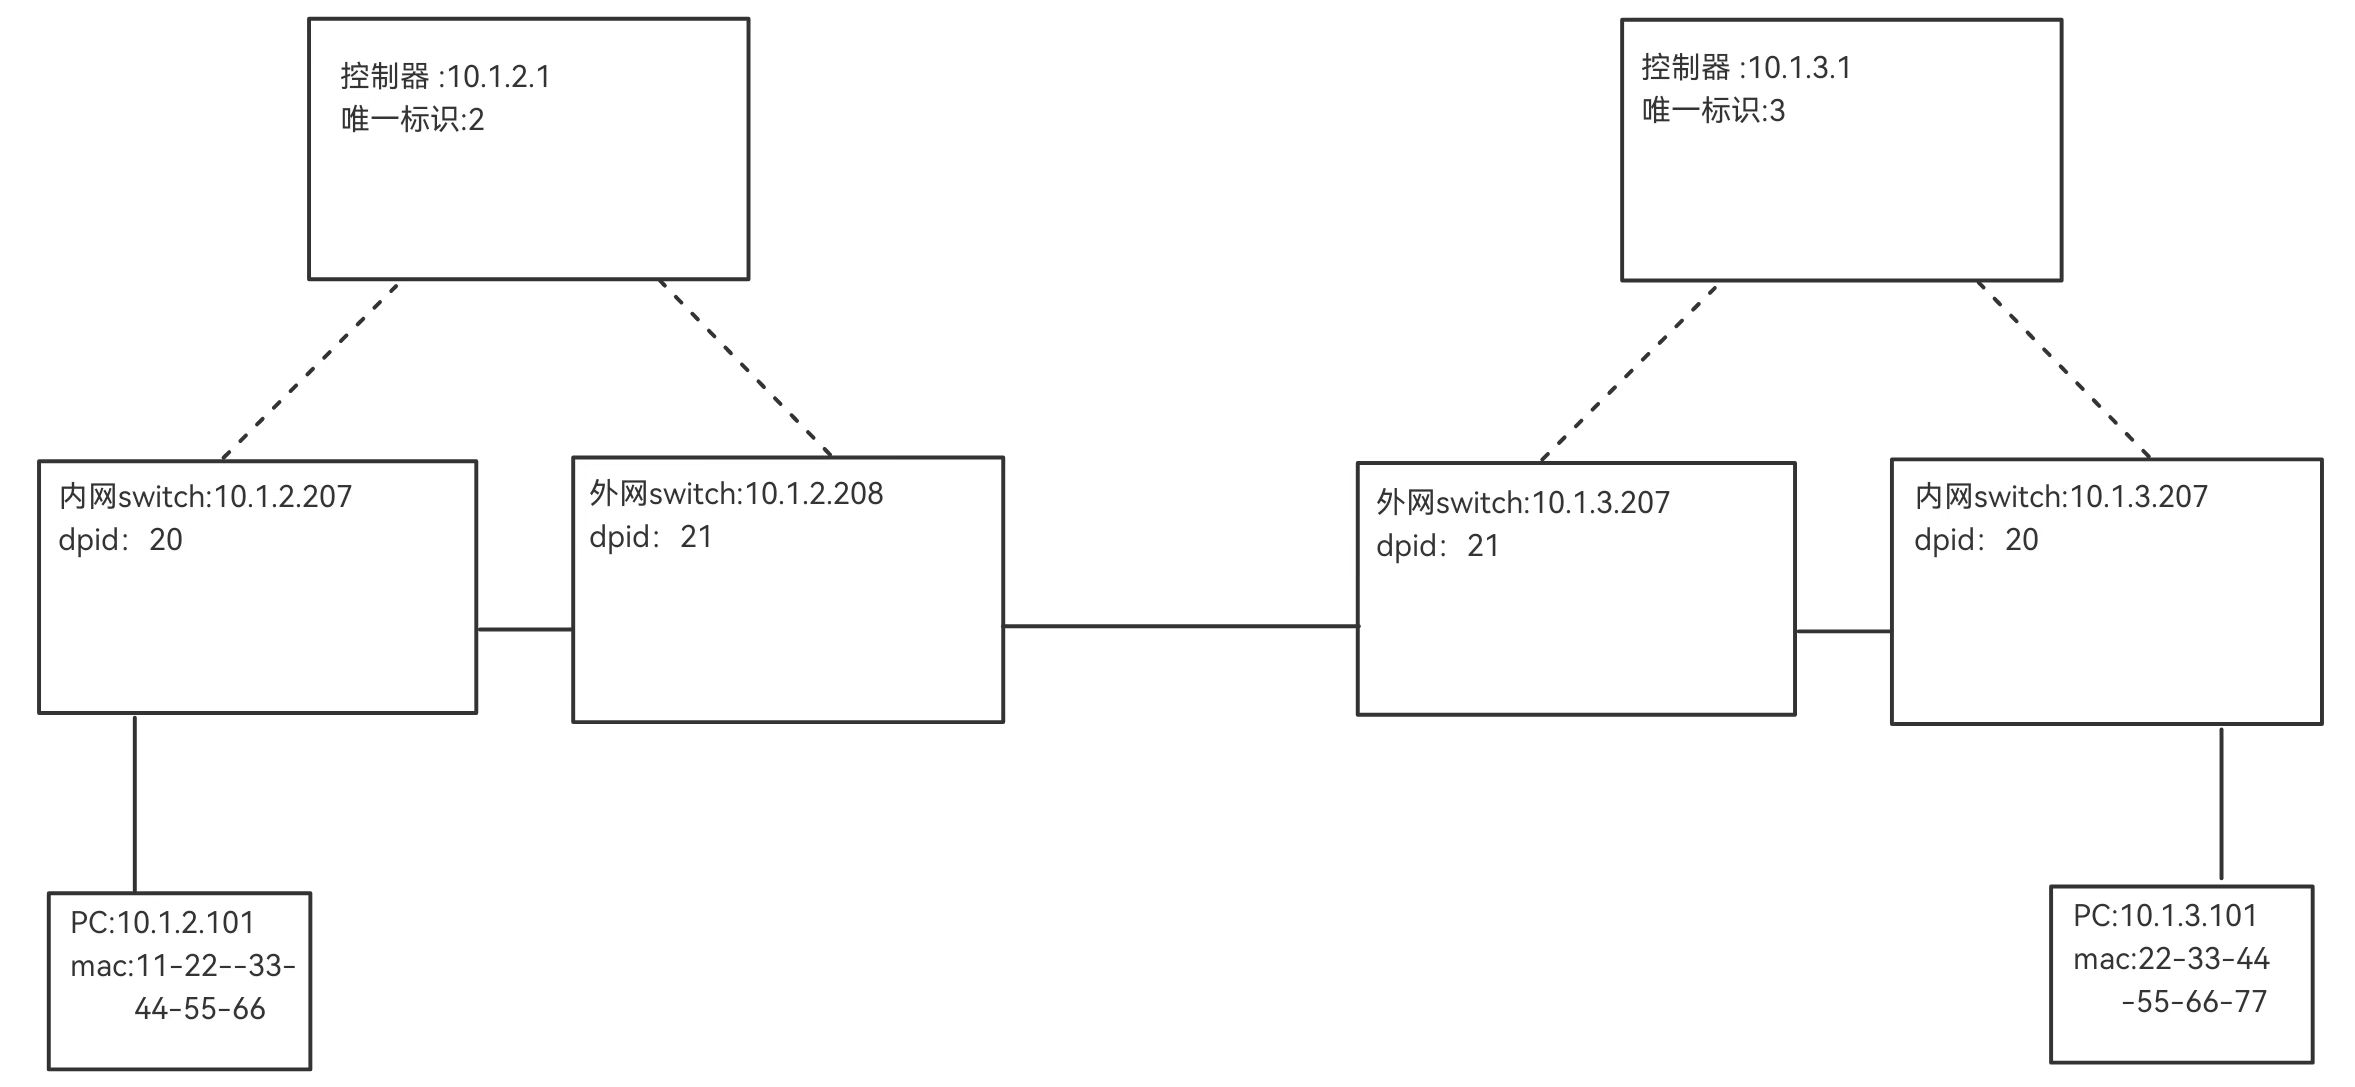 控制器 :10.1.2.1
唯一标识:2
控制器 :10.1.3.1
唯一标识:3
内网switch:10.1.2.207
dpid：20
外网switch:10.1.2.208
dpid：21
外网switch:10.1.3.207
dpid：21
内网switch:10.1.3.207
dpid：20
PC:10.1.2.101
mac:11-22--33-
44-55-66
PC:10.1.3.101
mac:22-33-44
-55-66-77